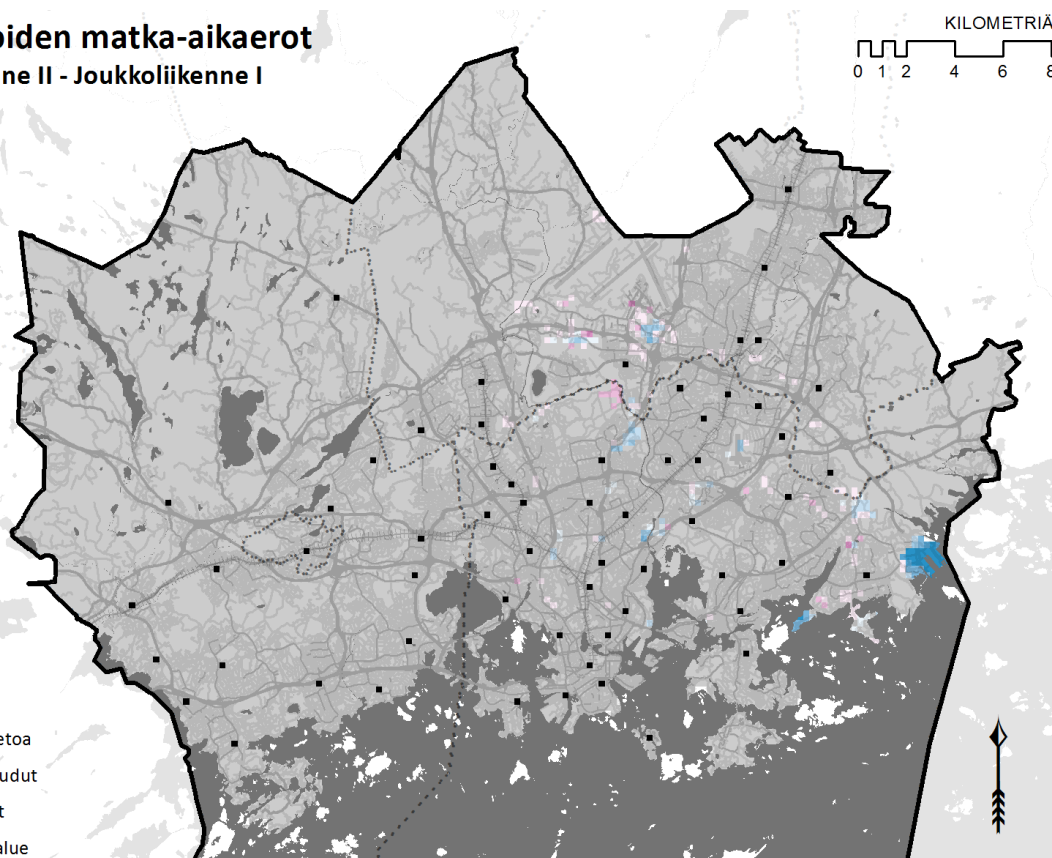 oiden matka-aikaerot
ne II - Joukkoliikenne I
KILOMETRIÄ
0 1 2 4 6 8
etoa
udut
t
alue